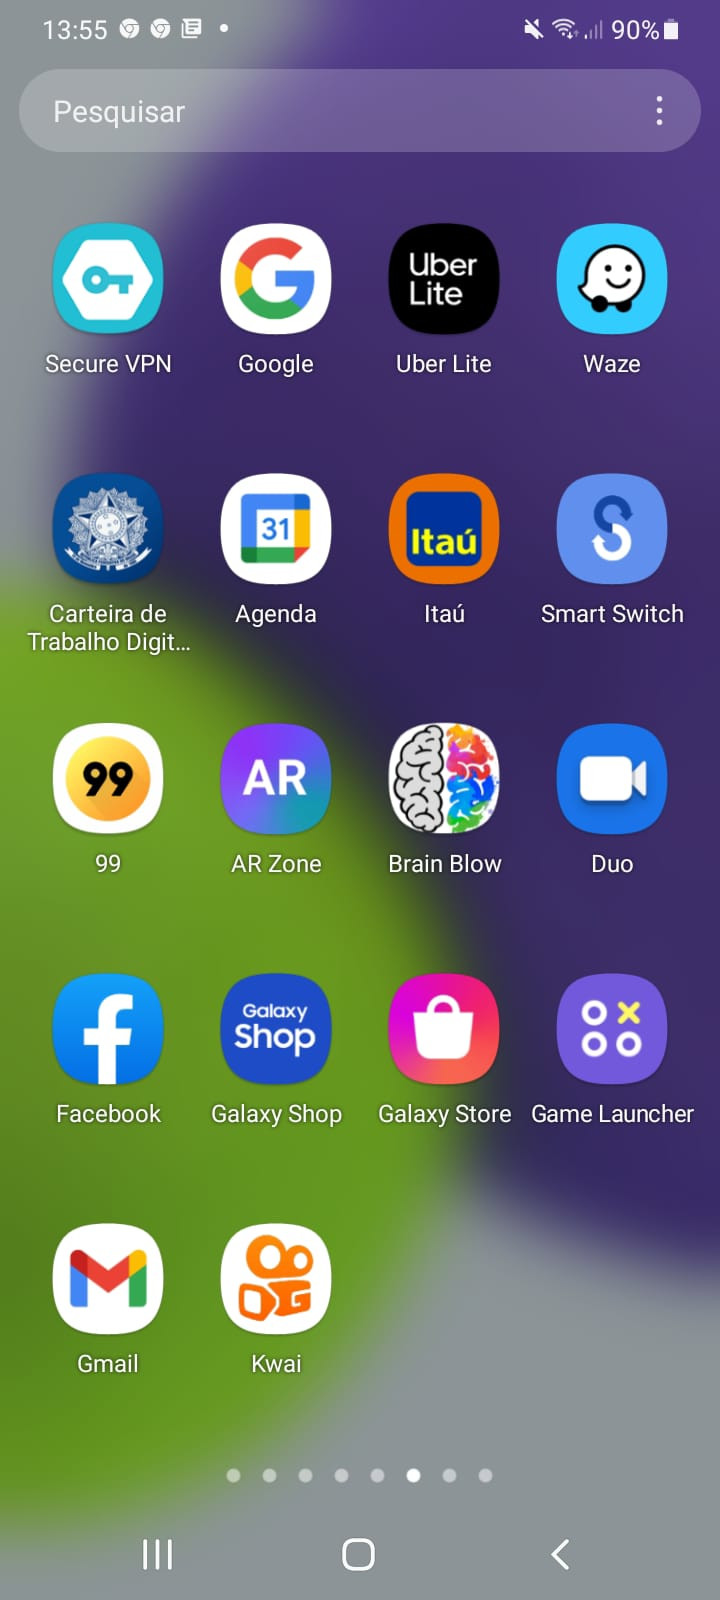 13:55
90%
Pesquisar
Uber
Lite
Secure VPN
Google
Uber Lite
Waze
31
Itaú
Carteira de
Trabalho Digit...
Agenda
Itaú
Smart Switch
99
AR
99
AR Zone
Brain Blow
Duo
Galaxy
Shop
Facebook
Galaxy Shop
Galaxy Store
Game Launcher
Gmail
Kwai